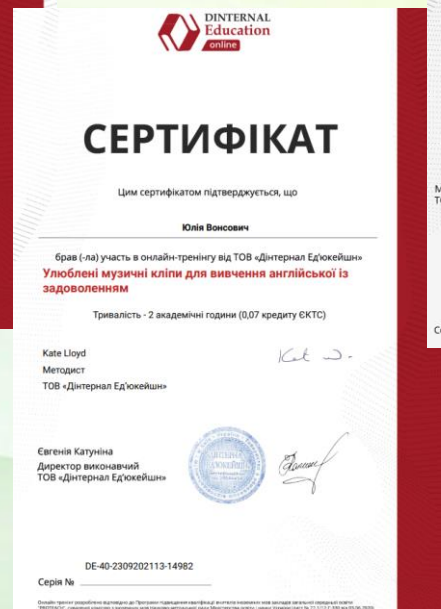 DINTERNAL
Education
online
СЕРТИФІКАТ
Цим сертифікатом підтверджується, що
Юлія Вонсович
брав (-ла) участь в онлайн-тренінгу від ТОВ «Дінтернал Ед'юкейшн»
Улюблені музичні кліпи для вивчення англійської із
задоволенням
Тривалість - 2 академічні години (0,07 кредиту ЄКТС)
Kate Lloyd
Методист
ТОВ «Дінтернал Ед'юкейшн»
Євгенія Катуніна
Директор виконавчий
ТОВ «Дінтернал Ед'юкейшн»
DE-40-2309202113-14982
Серія №